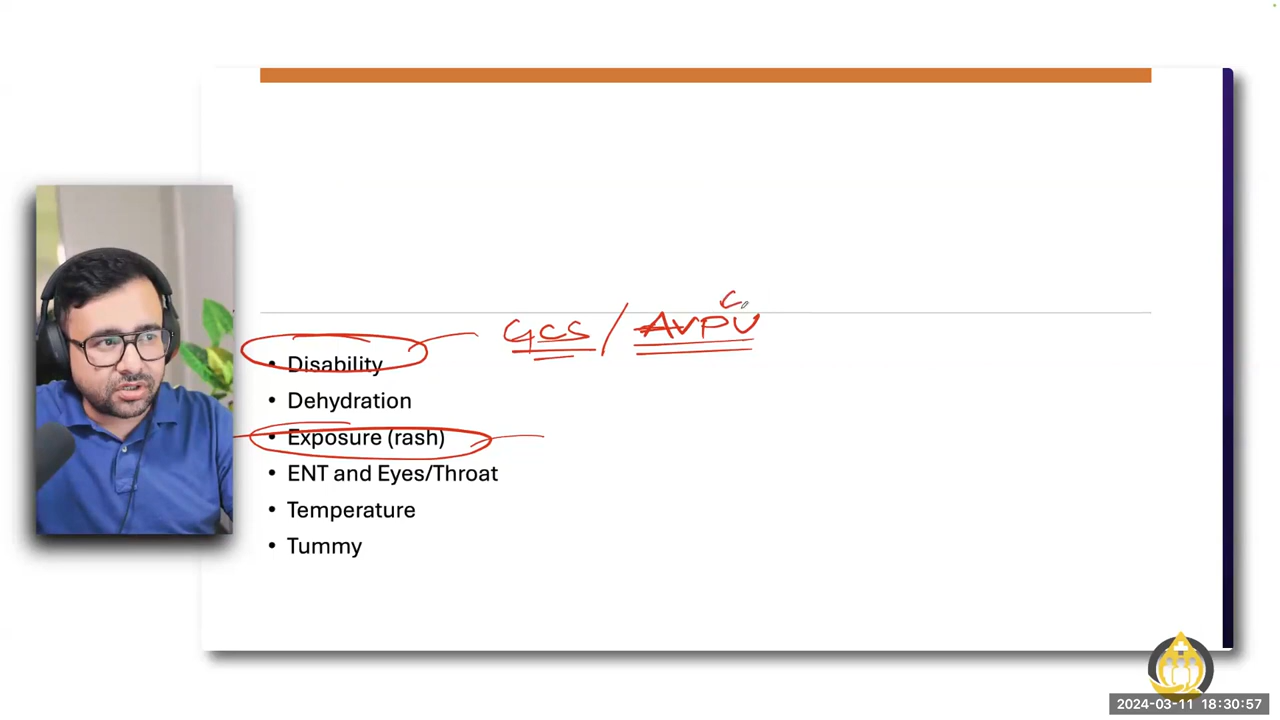 C
GCS / AVPU
• Disability
• Dehydration
• Exposure (rash)
• ENT and Eyes/Throat
• Temperature
• Tummy
2024-03-11 18:30:57